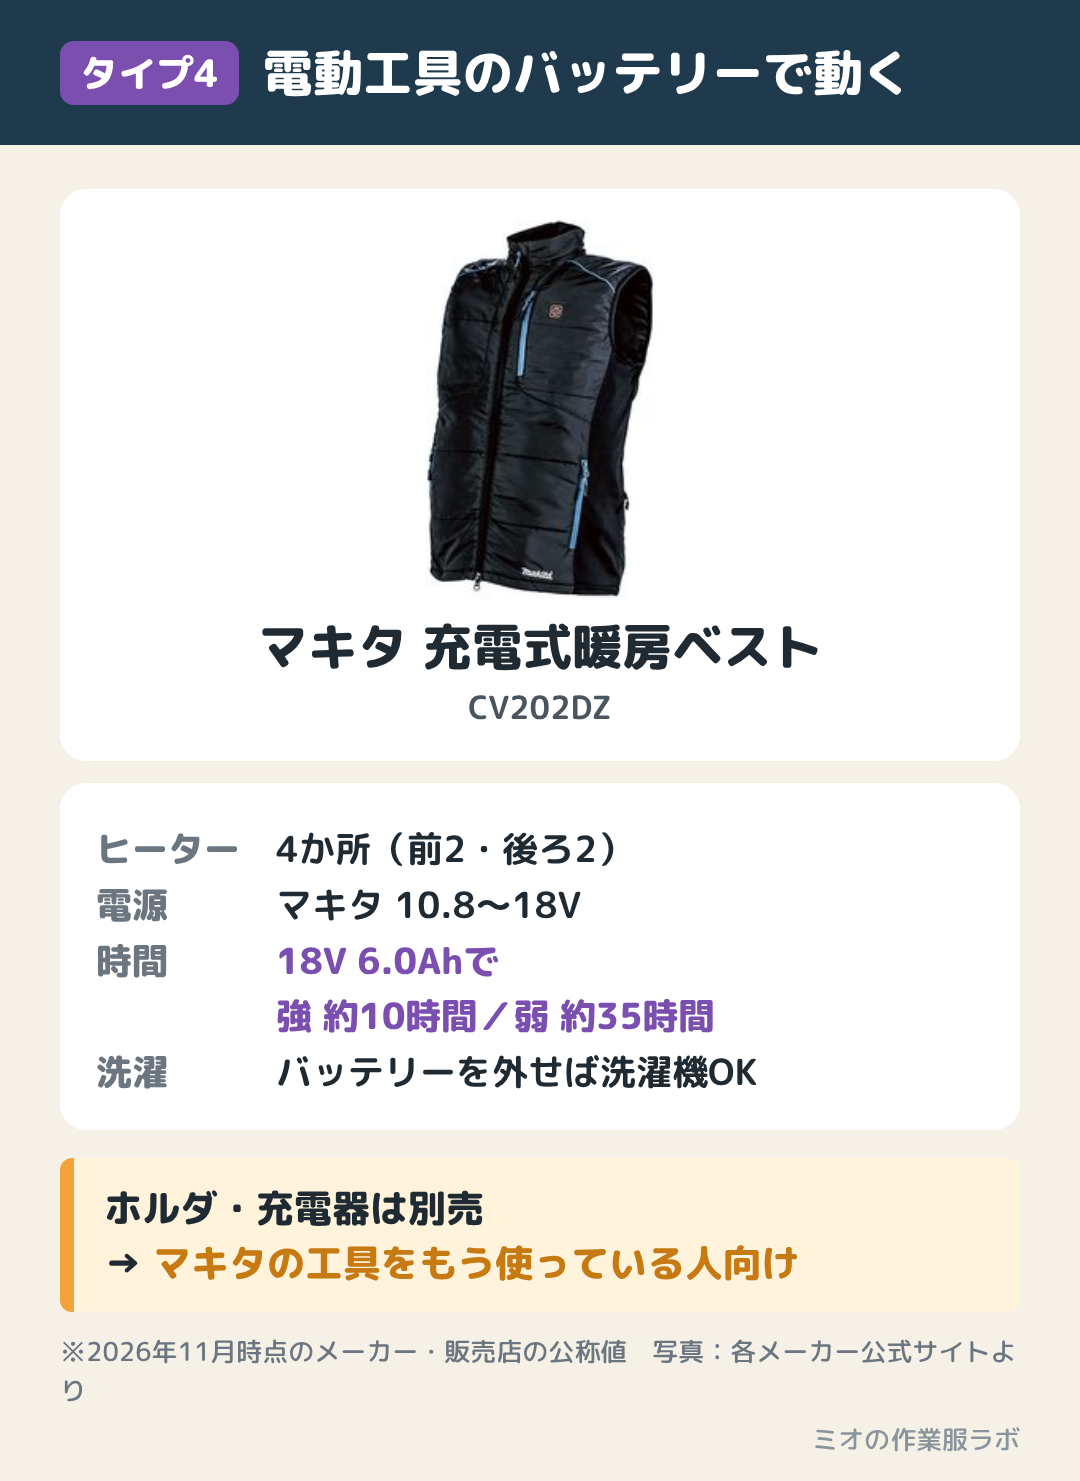 タイプ4 電動工具のバッテリーで動く
makita
マキタ 充電式暖房ベスト
CV202DZ
ヒーター 4か所（前2・後ろ2）
電源 マキタ 10.8〜18V
時間 18V 6.0Ahで
強 約10時間／弱 約35時間
洗濯 バッテリーを外せば洗濯機OK
ホルダ・充電器は別売
→ マキタの工具をもう使っている人向け
※2026年11月時点のメーカー・販売店の公称値　写真：各メーカー公式サイトよ
り
ミオの作業服ラボ